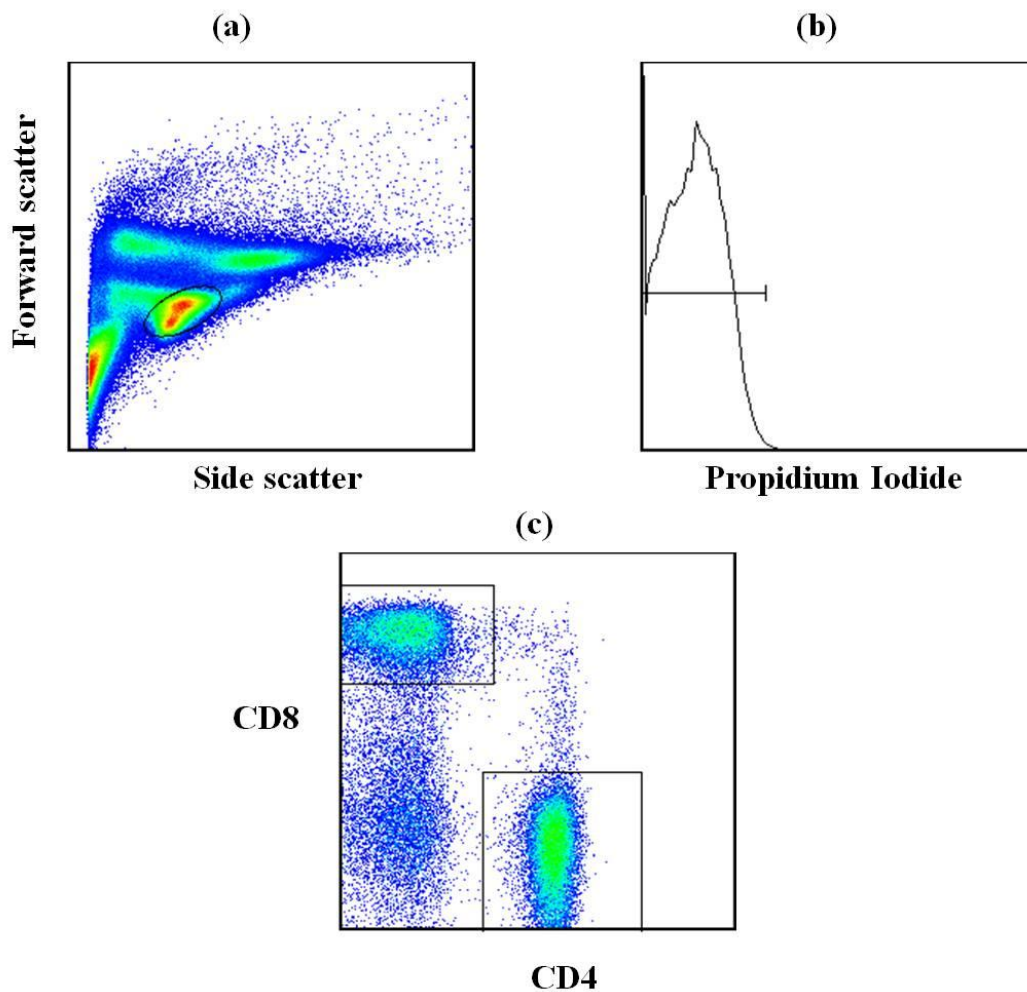 (a)
(b)
Forward scatter
Side scatter
Propidium Iodide
(c)
CD8
CD4